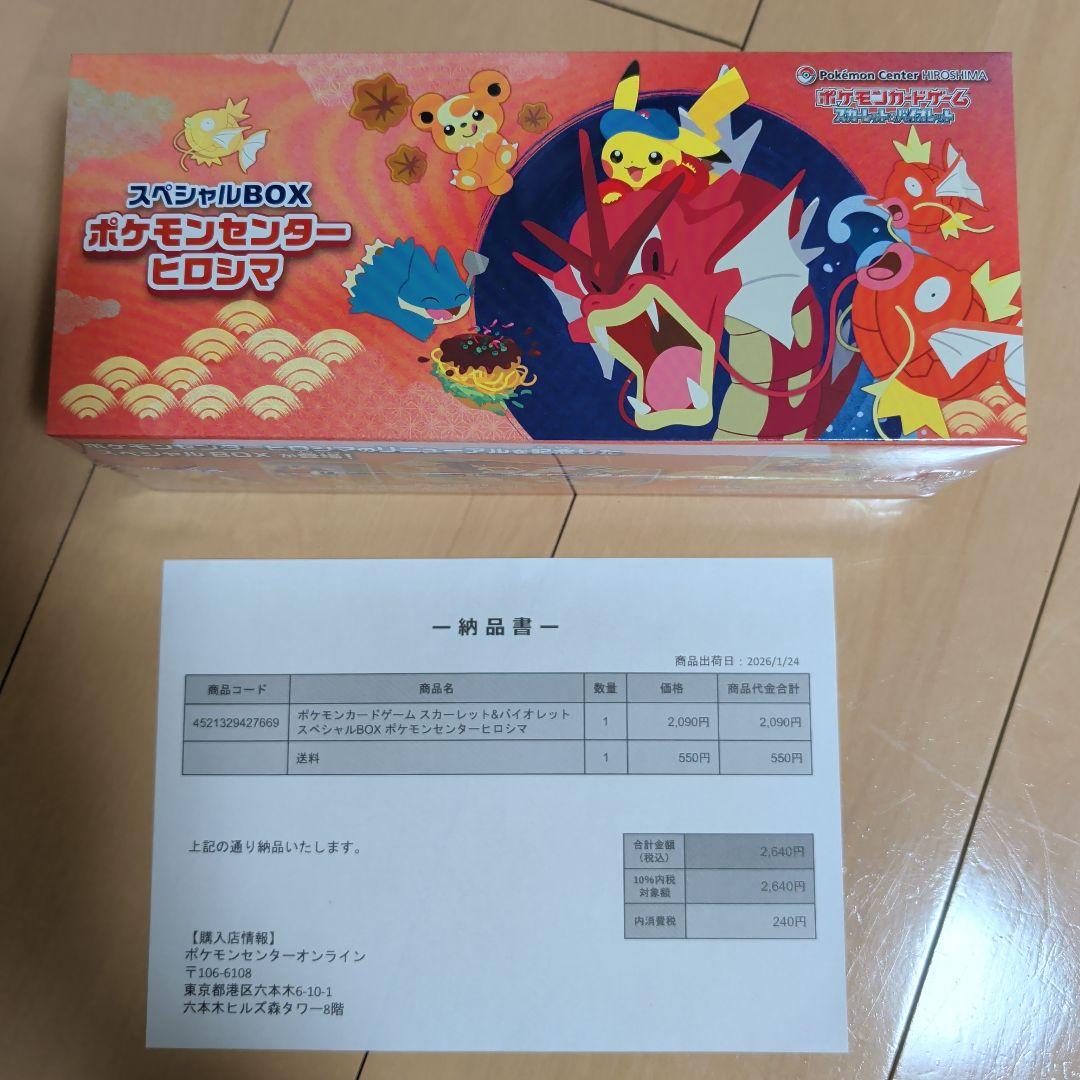 Pokémon Center HIROSHIMA
ポケモンカードゲーム
スカーレット&バイオレット
スペシャルBOX
ポケモンセンター
ヒロシマ
スペシャルBOX が登場!
ー納品書ー
商品出荷日:2026/1/24
商品コード 商品名 数量 価格 商品代金合計
4521329427669 ポケモンカードゲーム スカーレット&バイオレット 1 2,090円 2,090円
スペシャルBOX ポケモンセンターヒロシマ
送料 1 550円 550円
上記の通り納品いたします。
合計金額
(税込) 2,640円
10%内税
対象額 2,640円
内消費税 240円
【購入店情報】
ポケモンセンターオンライン
〒106-6108
東京都港区六本木6-10-1
六本木ヒルズ森タワー8階